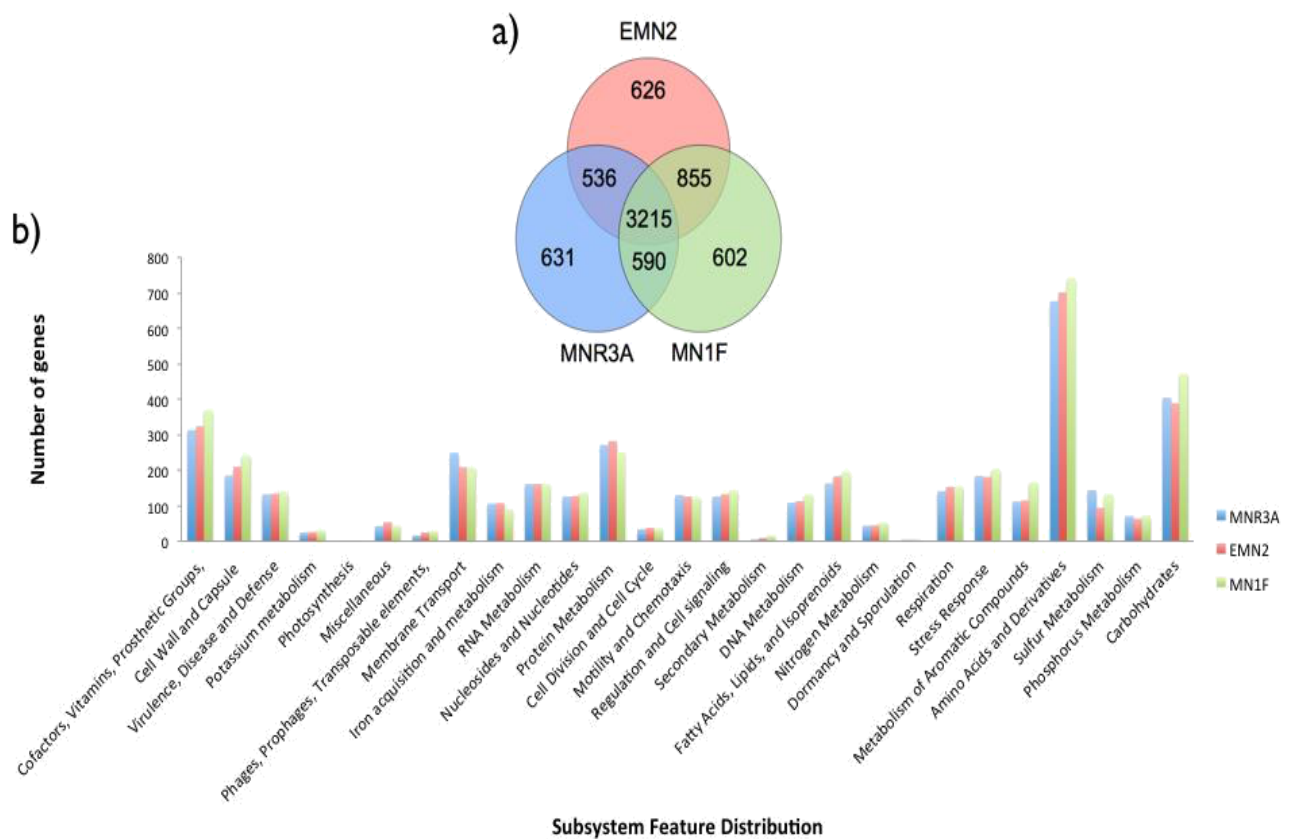 a)
EMN2
626
536
855
3215
631
590
602
MNR3A
MN1F
b)
Number of genes
800
700
600
500
400
300
200
100
0
Cofactors, Vitamins, Prosthetic Groups,
Cell Wall and Capsule
Virulence, Disease and Defense
Potassium metabolism
Photosynthesis
Miscellaneous
Phages, Prophages, Transposable elements,
Membrane Transport
Iron acquisition and metabolism
RNA Metabolism
Nucleosides and Nucleotides
Protein Metabolism
Cell Division and Cell Cycle
Motility and Chemotaxis
Regulation and Cell signaling
Secondary Metabolism
DNA Metabolism
Fatty Acids, Lipids, and Isoprenoids
Nitrogen Metabolism
Dormancy and Sporulation
Respiration
Stress Response
Metabolism of Aromatic Compounds
Amino Acids and Derivatives
Sulfur Metabolism
Phosphorus Metabolism
Carbohydrates
MNR3A
EMN2
MN1F
Subsystem Feature Distribution